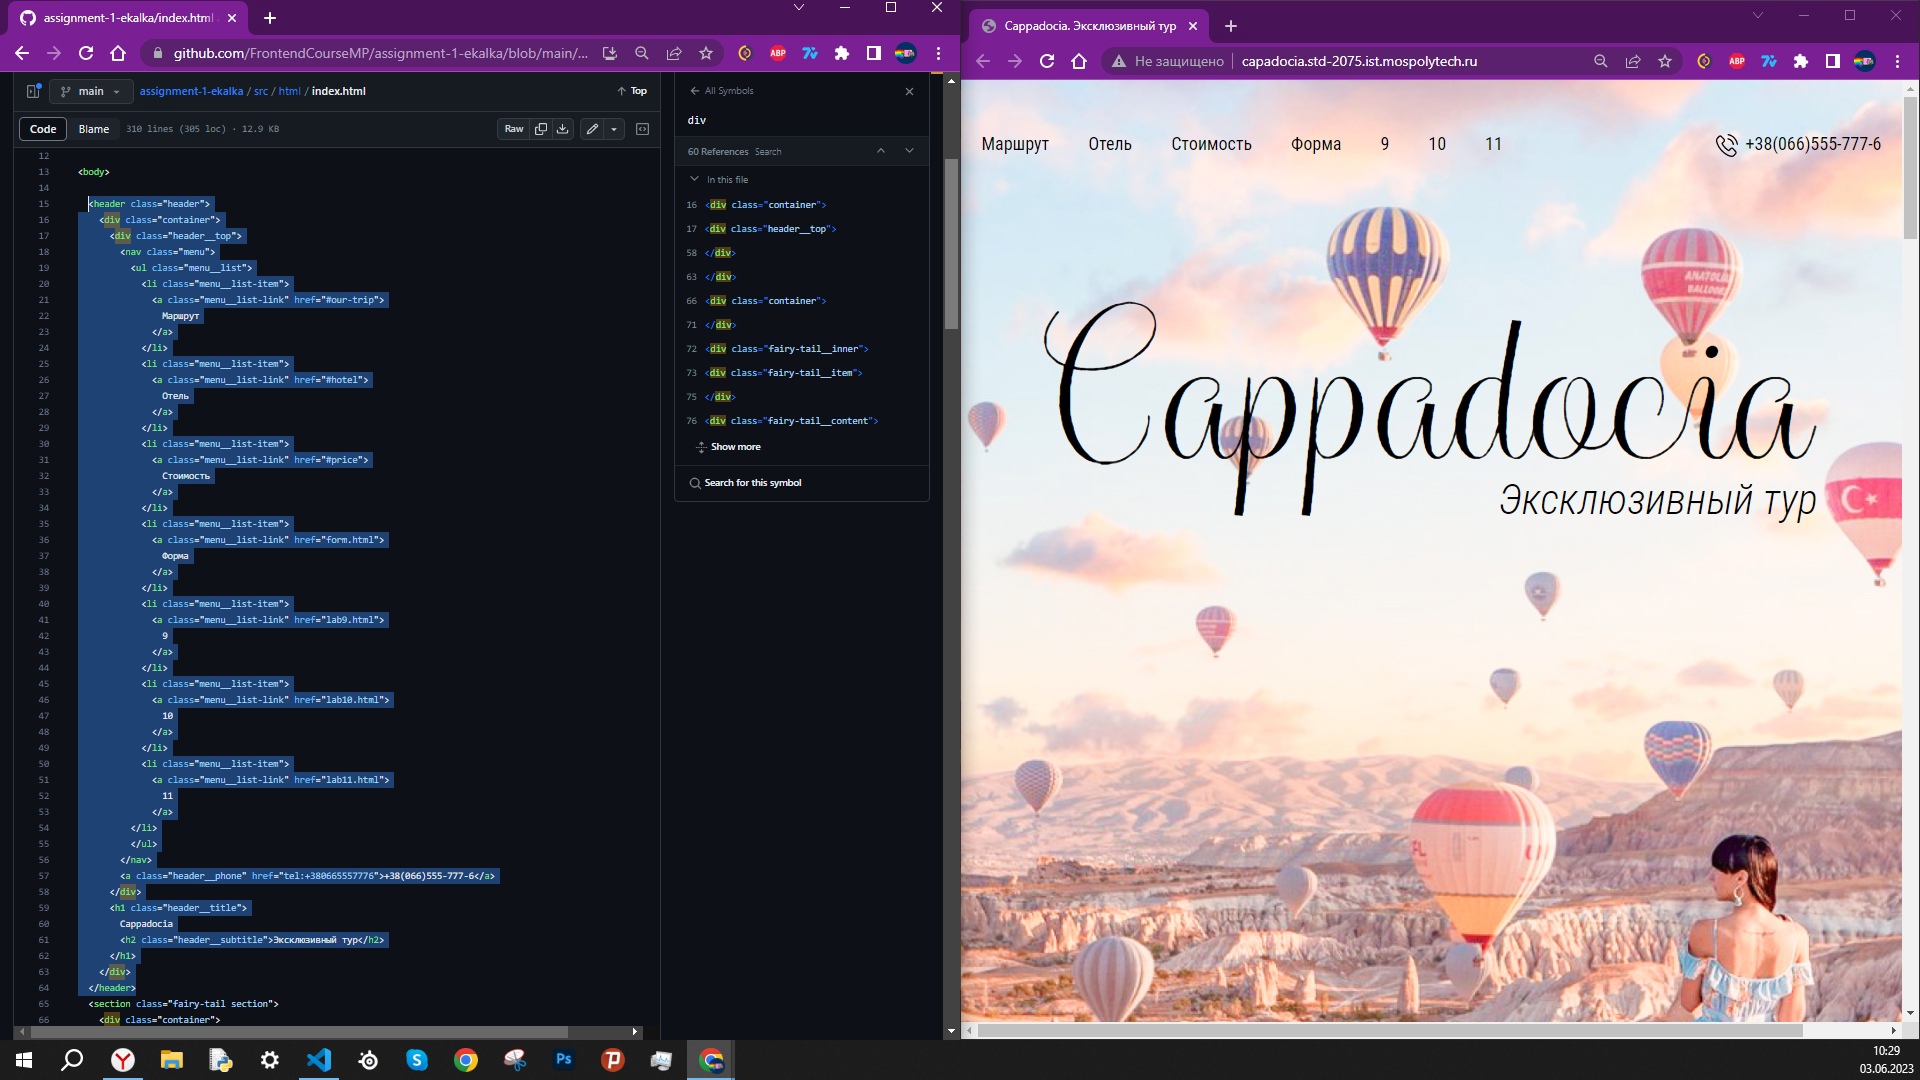 assignment-1-ekalka/index.html
github.com/FrontendCourseMP/assignment-1-ekalka/blob/main/...
ABP
main
assignment-1-ekalka / src / html / index.html
Top
Code
Blame
310 lines (305 loc) · 12.9 KB
Raw
12
13 <body>
14
15 <header class="header">
16 <div class="container">
17 <div class="header__top">
18 <nav class="menu">
19 <ul class="menu__list">
20 <li class="menu__list-item">
21 <a class="menu__list-link" href="#our-trip">
22 Маршрут
23 </a>
24 </li>
25 <li class="menu__list-item">
26 <a class="menu__list-link" href="#hotel">
27 Отель
28 </a>
29 </li>
30 <li class="menu__list-item">
31 <a class="menu__list-link" href="#price">
32 Стоимость
33 </a>
34 </li>
35 <li class="menu__list-item">
36 <a class="menu__list-link" href="form.html">
37 Форма
38 </a>
39 </li>
40 <li class="menu__list-item">
41 <a class="menu__list-link" href="lab9.html">
42 9
43 </a>
44 </li>
45 <li class="menu__list-item">
46 <a class="menu__list-link" href="lab10.html">
47 10
48 </a>
49 </li>
50 <li class="menu__list-item">
51 <a class="menu__list-link" href="lab11.html">
52 11
53 </a>
54 </li>
55 </ul>
56 </nav>
57 <a class="header__phone" href="tel:+380665557776">+38(066)555-777-6</a>
58 </div>
59 <h1 class="header__title">
60 Cappadocia
61 <h2 class="header__subtitle">Эксклюзивный тур</h2>
62 </h1>
63 </div>
64 </header>
65 <section class="fairy-tail section">
66 <div class="container">
All Symbols
div
60 References Search
In this file
16 <div class="container">
17 <div class="header__top">
58 </div>
63 </div>
66 <div class="container">
71 </div>
72 <div class="fairy-tail__inner">
73 <div class="fairy-tail__item">
75 </div>
76 <div class="fairy-tail__content">
Show more
Search for this symbol
Cappadocia. Эксклюзивный тур
Не защищено
capadocia.std-2075.ist.mospolytech.ru
ABP
Маршрут
Отель
Стоимость
Форма
9
10
11
+38(066)555-777-6
ANATOLIAN
BALLOONS
Cappadocia
Эксклюзивный тур
Ps
10:29
03.06.2023